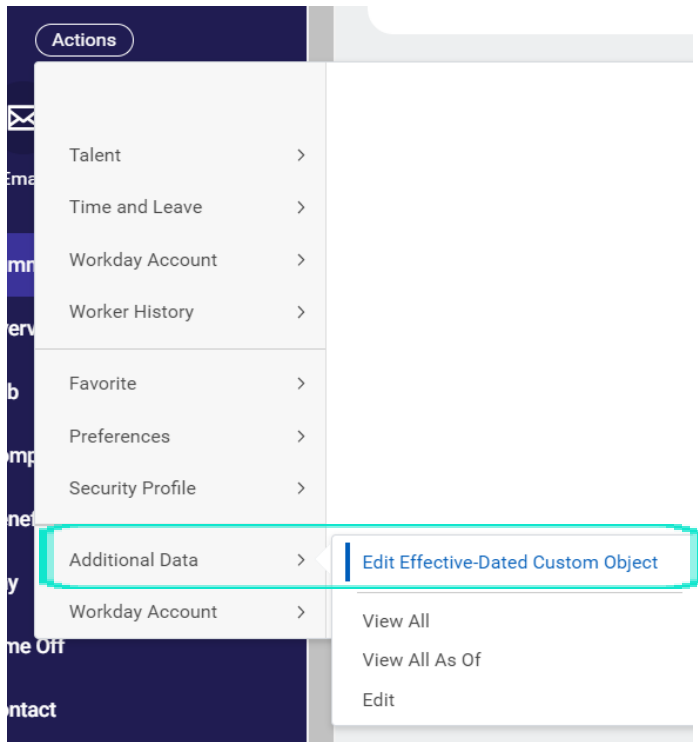 Actions
Talent
Time and Leave
Workday Account
Worker History
Favorite
Preferences
Security Profile
Additional Data
Edit Effective-Dated Custom Object
Workday Account
View All
View All As Of
Edit
me Off
ntact